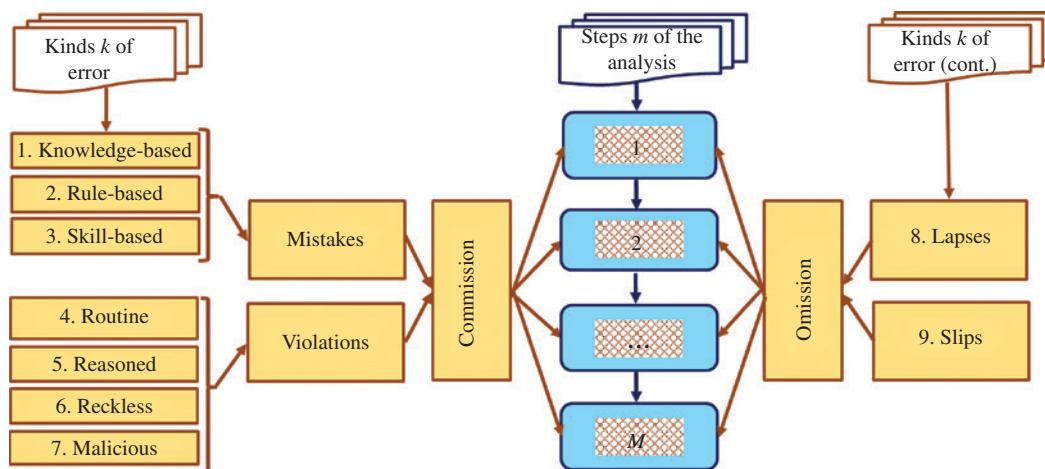 Kinds k of
error
1. Knowledge-based
2. Rule-based
3. Skill-based
4. Routine
5. Reasoned
6. Reckless
7. Malicious
Mistakes
Violations
Commission
Steps m of the
analysis
1
2
...
M
Omission
Kinds k of
error (cont.)
8. Lapses
9. Slips